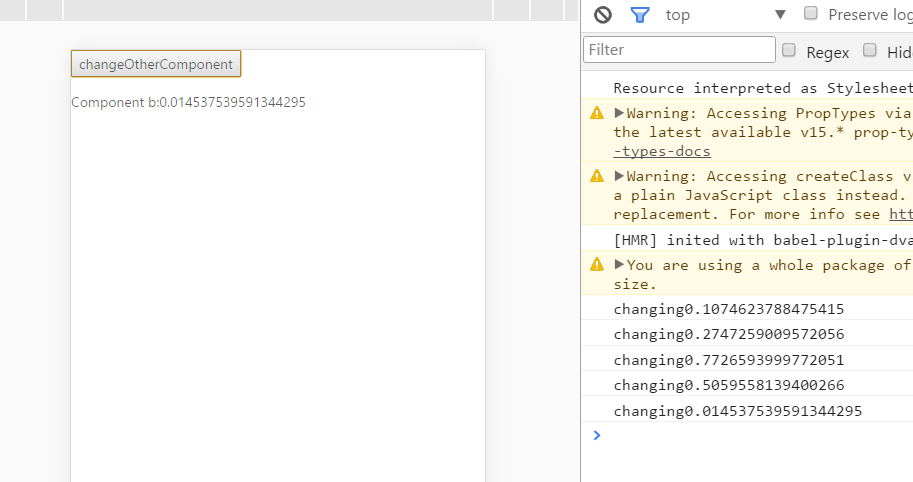 top
Preserve log
Filter
Regex
Hid
changeOtherComponent
Component b:0.014537539591344295
Resource interpreted as Stylesheet
Warning: Accessing PropTypes via
the latest available v15.* prop-ty
-types-docs
Warning: Accessing createClass v
a plain JavaScript class instead.
replacement. For more info see htt
[HMR] inited with babel-plugin-dva
You are using a whole package of
size.
changing0.1074623788475415
changing0.2747259009572056
changing0.7726593999772051
changing0.5059558139400266
changing0.014537539591344295